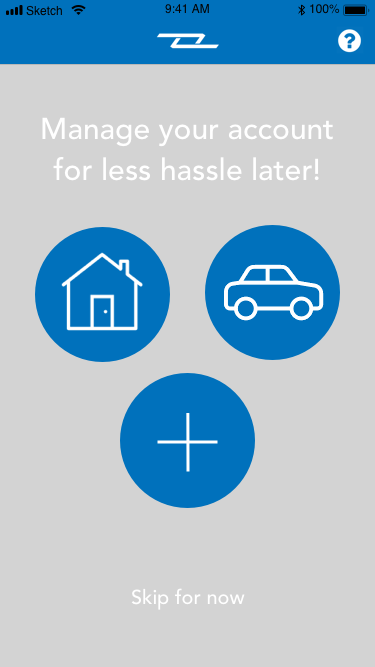 Sketch 9:41 AM 100%
?
Manage your account
for less hassle later!
Skip for now